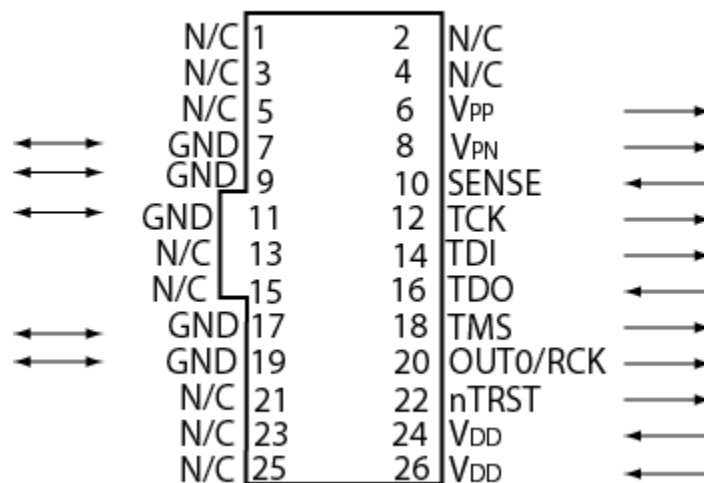 N/C 1 2 N/C
N/C 3 4 N/C
N/C 5 6 VPP
GND 7 8 VPN
GND 9 10 SENSE
GND 11 12 TCK
N/C 13 14 TDI
N/C 15 16 TDO
GND 17 18 TMS
GND 19 20 OUT0/RCK
N/C 21 22 nTRST
N/C 23 24 VDD
N/C 25 26 VDD